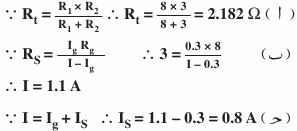 ∵ R_t = (R_1 × R_2) / (R_1 + R_2) ∴ R_t = (8 × 3) / (8 + 3) = 2.182 Ω (أ)
∵ R_S = (I_g R_g) / (I − I_g) ∴ 3 = (0.3 × 8) / (I − 0.3) (ب)
∴ I = 1.1 A
∵ I = I_g + I_S ∴ I_S = 1.1 − 0.3 = 0.8 A (ج)